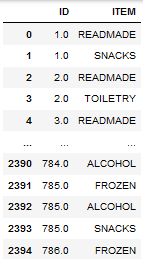 ID ITEM
0 1.0 READMADE
1 1.0 SNACKS
2 2.0 READMADE
3 2.0 TOILETRY
4 3.0 READMADE
... ... ...
2390 784.0 ALCOHOL
2391 785.0 FROZEN
2392 785.0 ALCOHOL
2393 785.0 SNACKS
2394 786.0 FROZEN